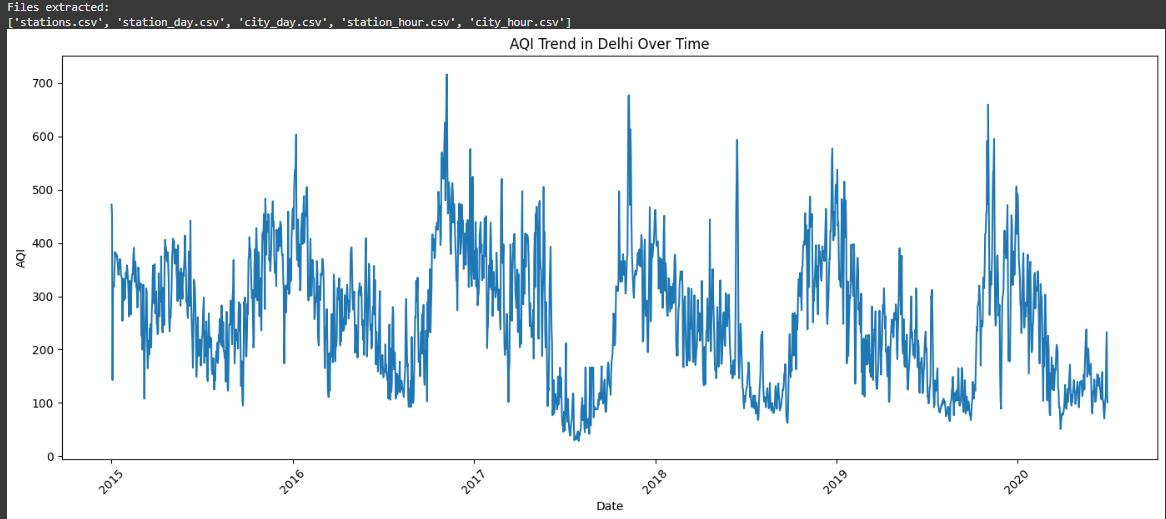 Files extracted:
['stations.csv', 'station_day.csv', 'city_day.csv', 'station_hour.csv', 'city_hour.csv']
AQI Trend in Delhi Over Time
700
600
500
400
300
200
100
0
AQI
2015
2016
2017
2018
2019
2020
Date